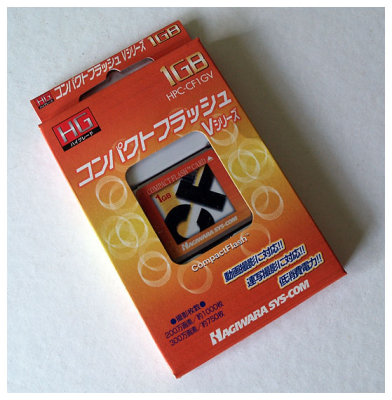 コンパクトフラッシュ Vシリーズ 1GB
HG
ハイグレード
1GB
HPC-CF1GV
コンパクトフラッシュ
Vシリーズ
COMPACTFLASH™ CARD
1GB
HAGIWARA SYS-COM
CompactFlash™
動画撮影に対応!!
連写撮影に対応!!
低消費電力!!
●撮影枚数●
200万画素/約1000枚
300万画素/約750枚
HAGIWARA SYS-COM